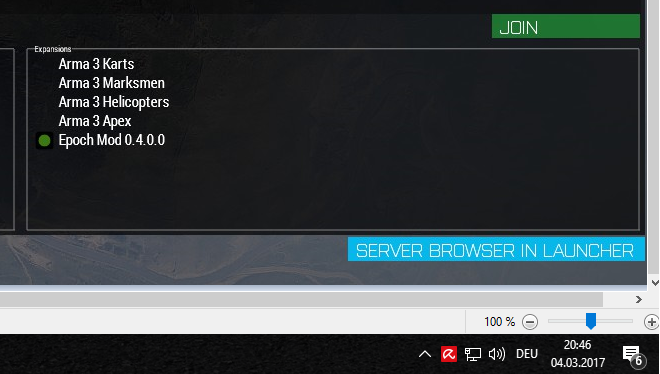 JOIN
Expansions
Arma 3 Karts
Arma 3 Marksmen
Arma 3 Helicopters
Arma 3 Apex
Epoch Mod 0.4.0.0
SERVER BROWSER IN LAUNCHER
100 %
DEU
20:46
04.03.2017
6